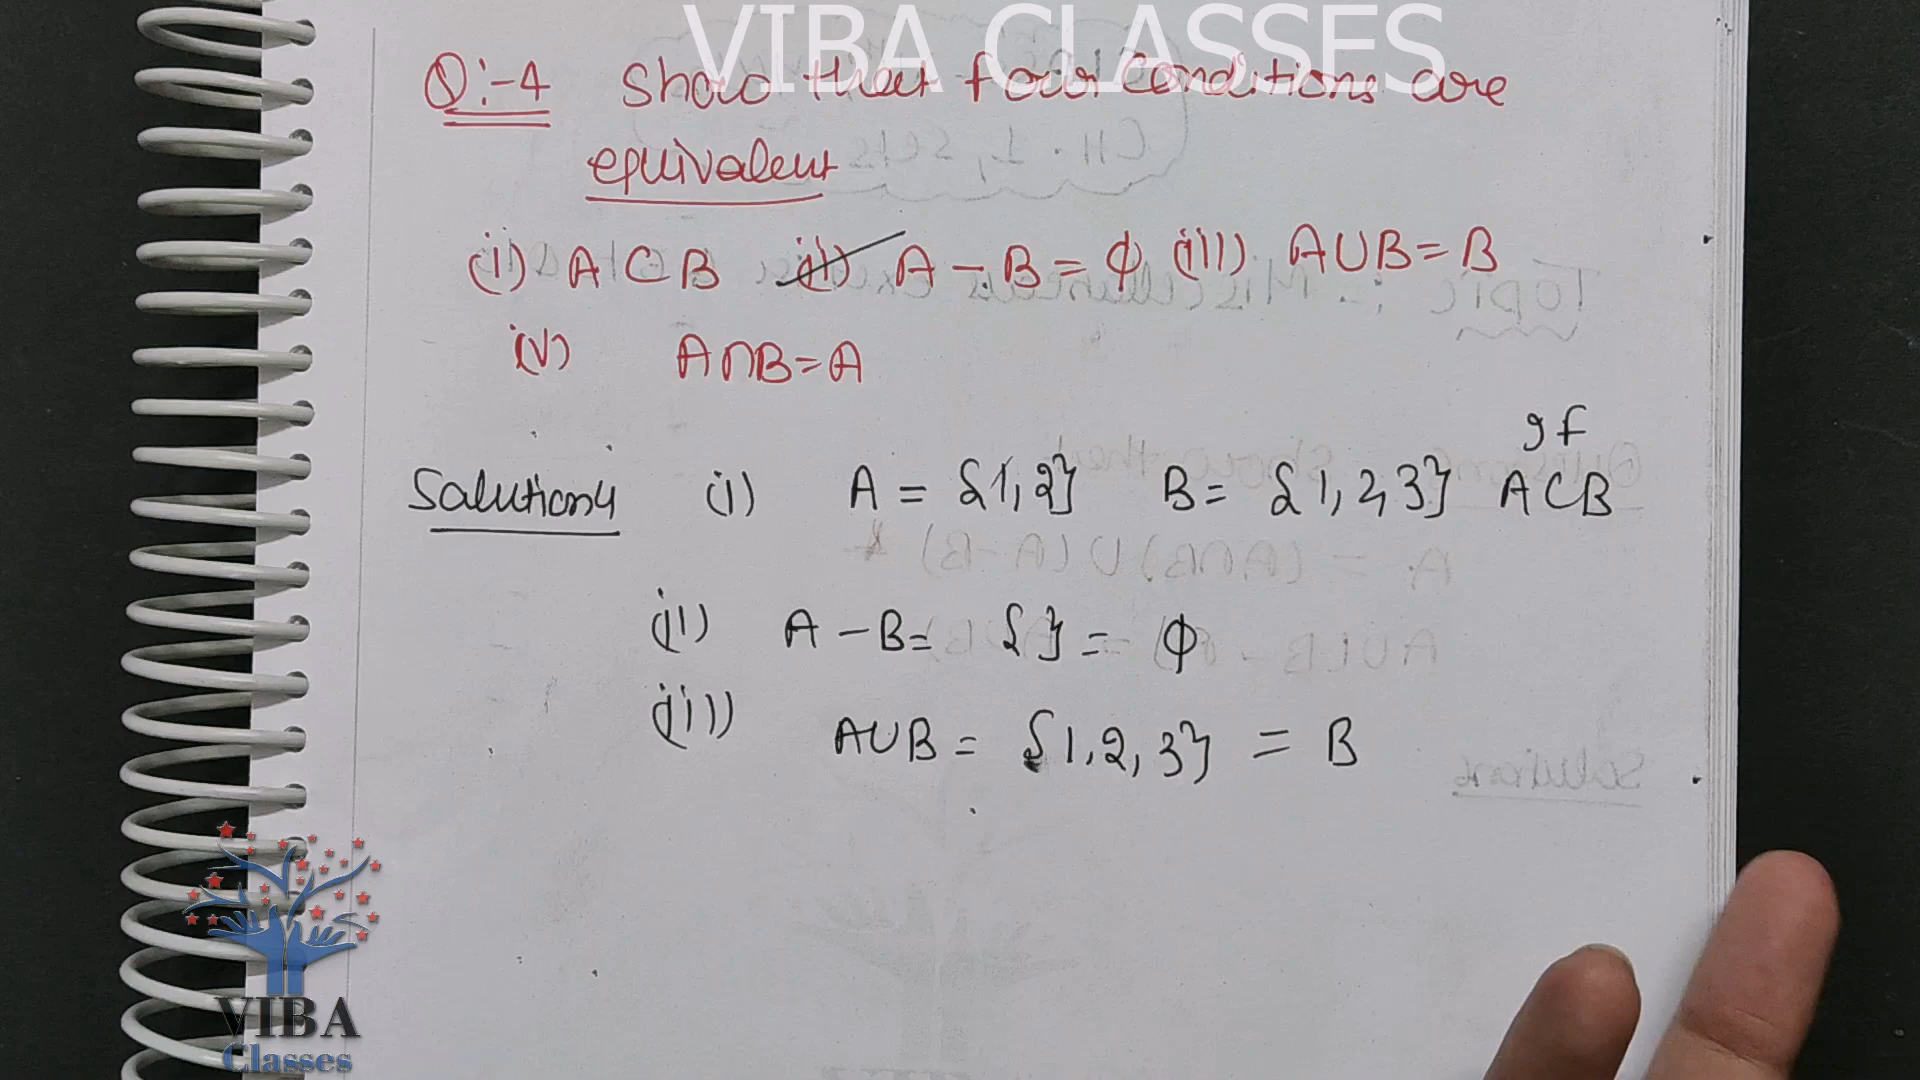 VIBA CLASSES
Q:-4 Show that four conditions are
equivalent
(i) A ⊂ B (ii) A - B = ϕ (iii) A∪B = B
(iv) A∩B = A
Solution4 (i) A = {1, 2} B = {1, 2, 3} If A ⊂ B
(ii) A - B = { } = ϕ
(iii) A∪B = {1, 2, 3} = B
VIBA
Classes